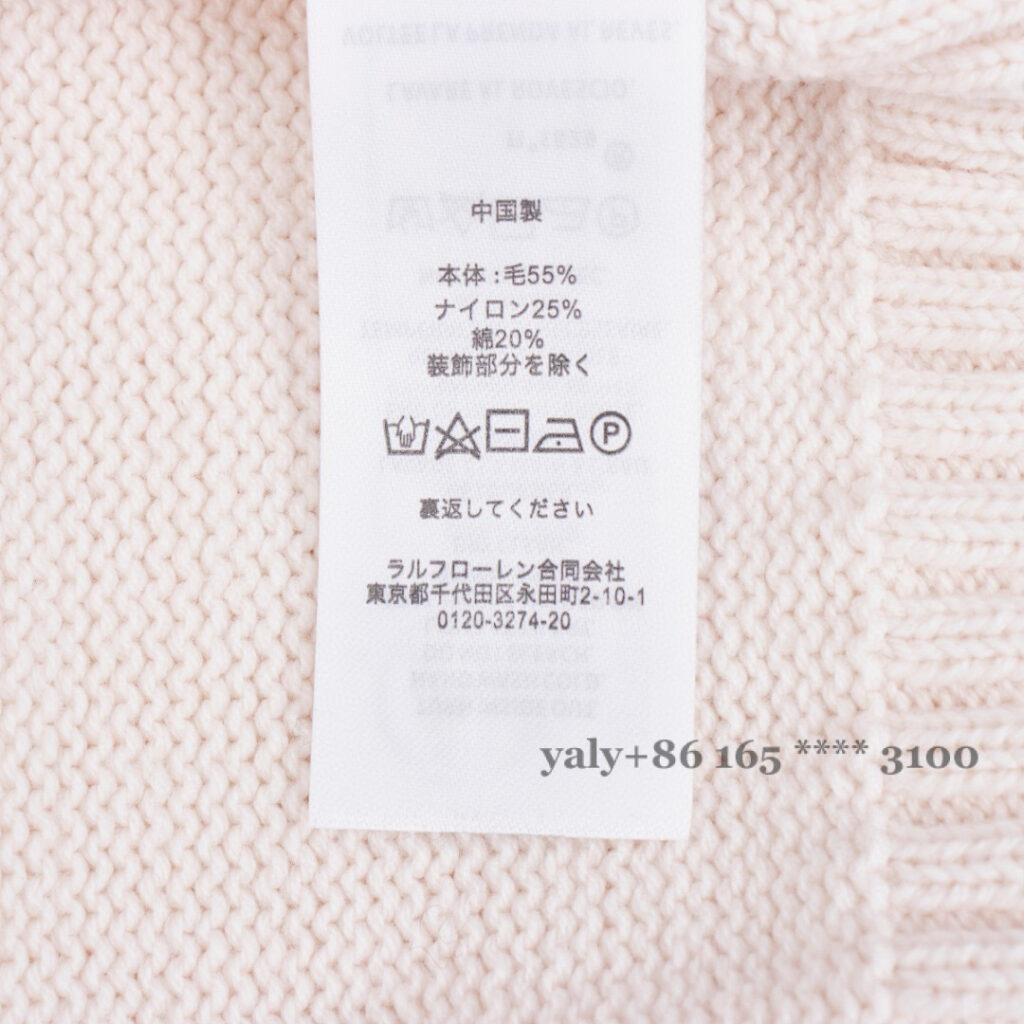 中国製
本体:毛55%
ナイロン25%
綿20%
装飾部分を除く
P
裏返してください
ラルフローレン合同会社
東京都千代田区永田町2-10-1
0120-3274-20
yaly+86 165 **** 3100